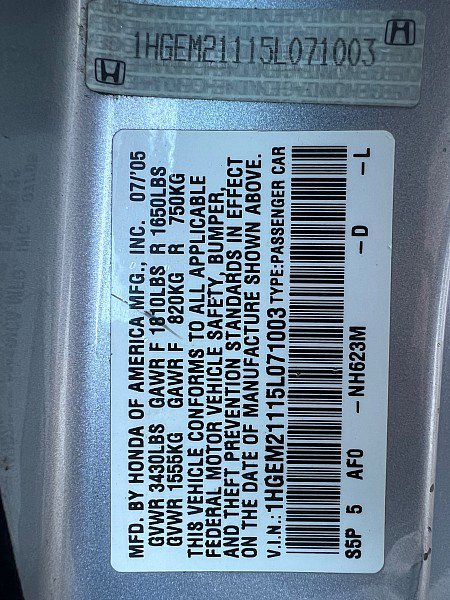 1HGEM21115L071003
MFD. BY HONDA OF AMERICA MFG., INC. 07/'05
GVWR 3430LBS GAWR F 1810LBS R 1650LBS
GVWR 1555KG GAWR F 820KG R 750KG
THIS VEHICLE CONFORMS TO ALL APPLICABLE
FEDERAL MOTOR VEHICLE SAFETY, BUMPER,
AND THEFT PREVENTION STANDARDS IN EFFECT
ON THE DATE OF MANUFACTURE SHOWN ABOVE.
V.I.N.: 1HGEM21115L071003 TYPE:PASSENGER CAR
S5P 5 AF0 -NH623M -D -L